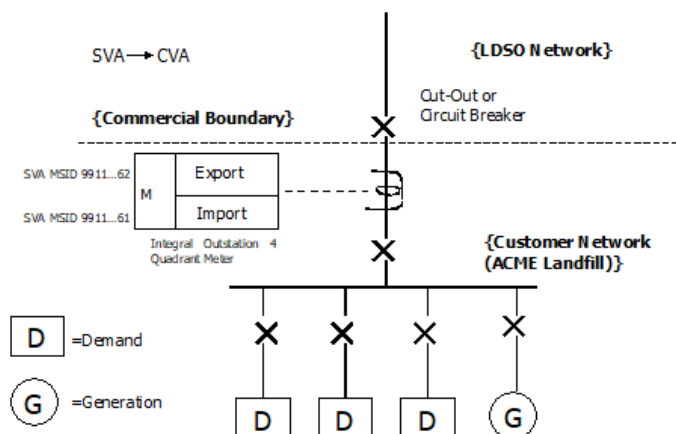 {LDSO Network}
SVA CVA
Cut-Out or
Circuit Breaker
{Commercial Boundary}
SVA MSID 9911...62
Export
M
SVA MSID 9911...61
Import
Integral Outstation 4
Quadrant Meter
{Customer Network
(ACME Landfill)}
D =Demand
G =Generation
D D D G